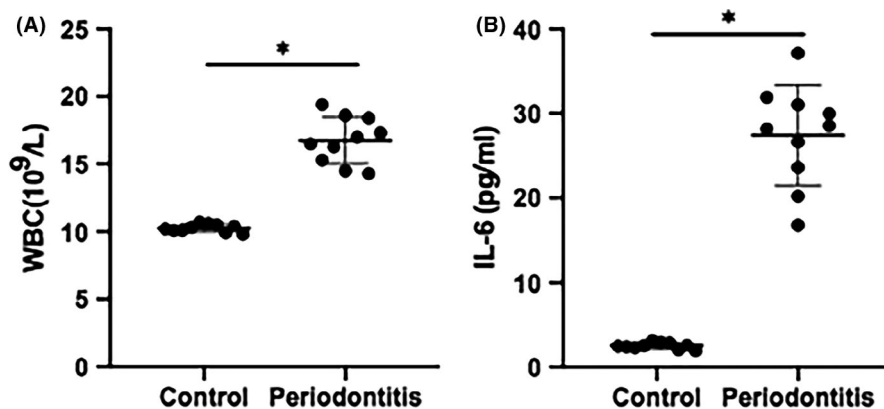 (A)
*
WBC(10⁹/L)
25
20
15
10
5
0
Control Periodontitis
(B)
*
IL-6 (pg/ml)
40
30
20
10
0
Control Periodontitis